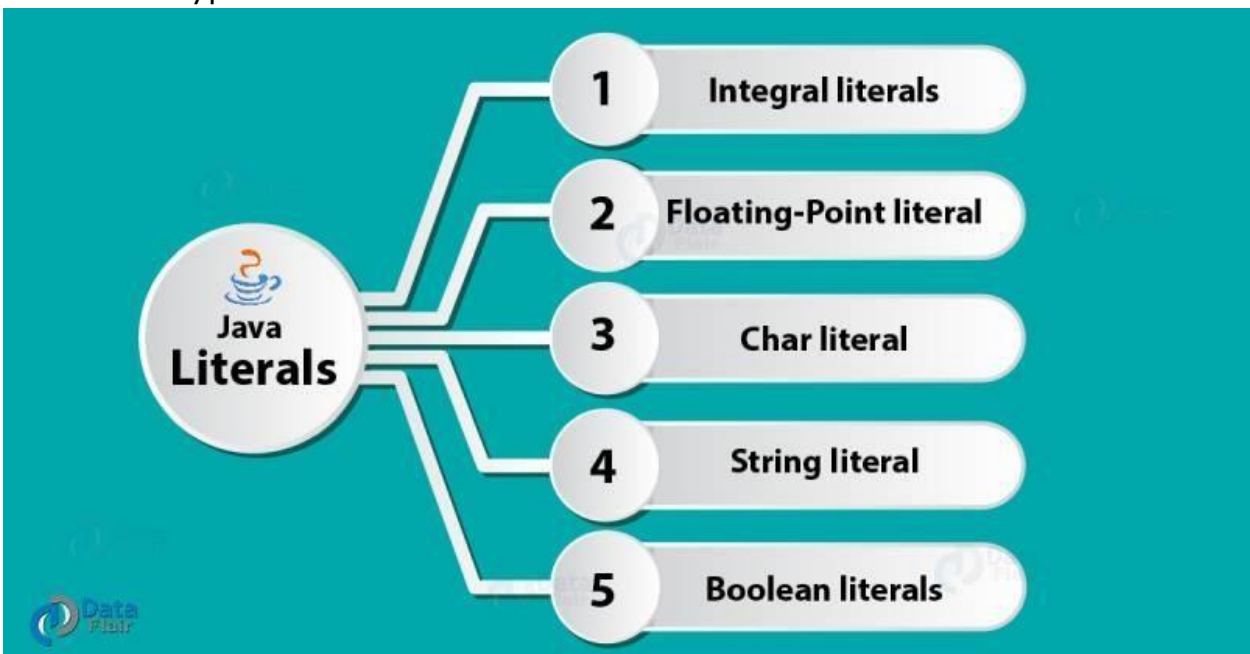 1 Integral literals
2 Floating-Point literal
Java
Literals
3 Char literal
4 String literal
5 Boolean literals
Data
Flair